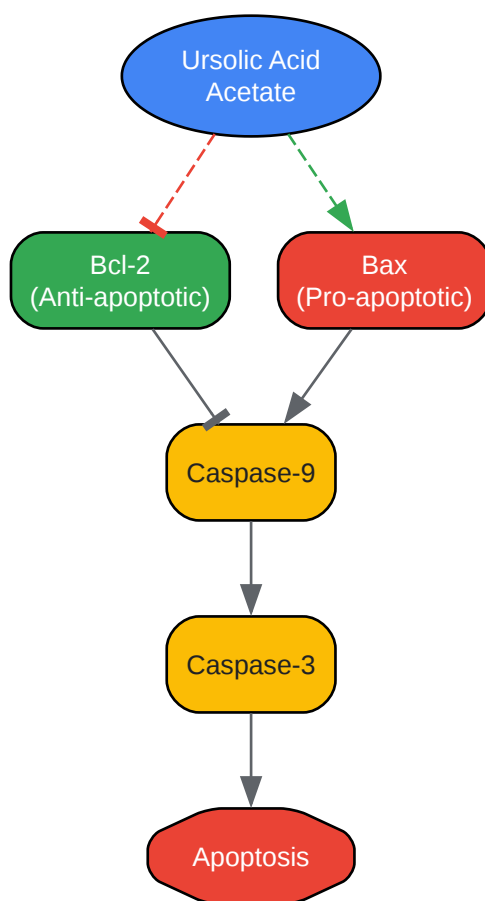 Ursolic Acid
Acetate
Bcl-2
(Anti-apoptotic)
Bax
(Pro-apoptotic)
Caspase-9
Caspase-3
Apoptosis